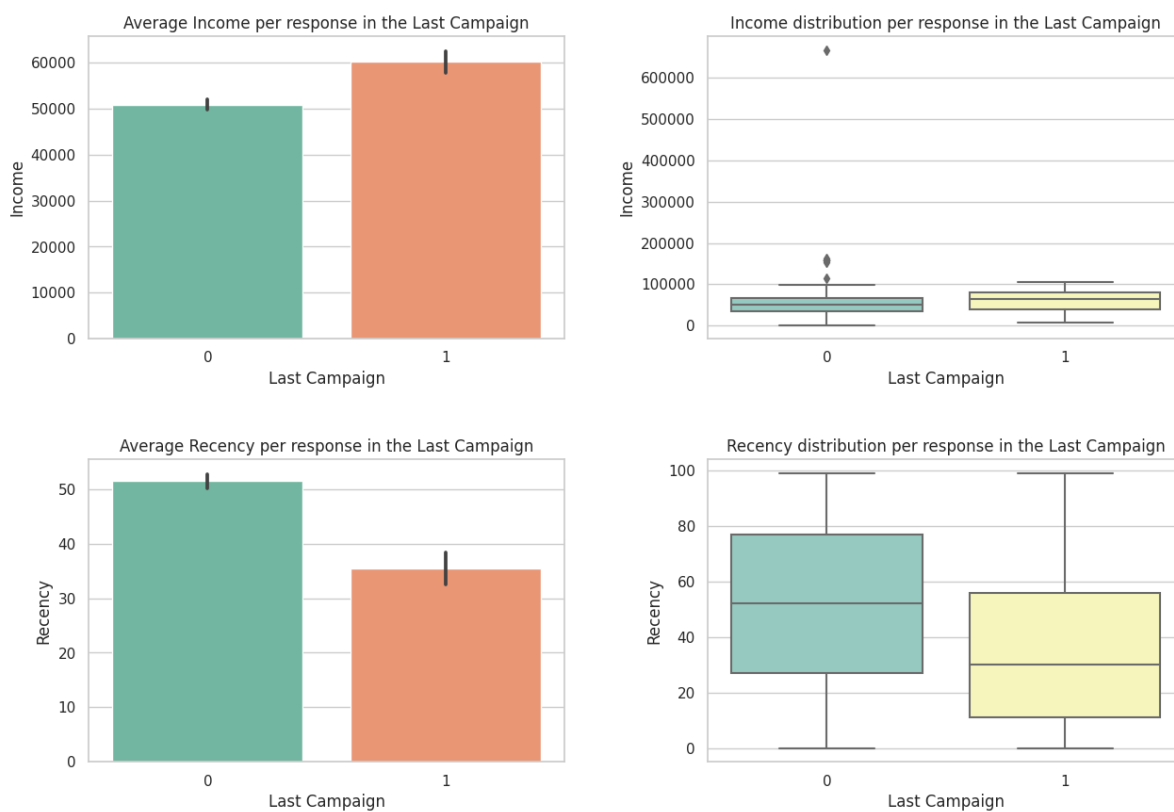 Average Income per response in the Last Campaign
60000
50000
40000
30000
20000
10000
0
Income
0 1
Last Campaign
Income distribution per response in the Last Campaign
600000
500000
400000
300000
200000
100000
0
Income
0 1
Last Campaign
Average Recency per response in the Last Campaign
50
40
30
20
10
0
Recency
0 1
Last Campaign
Recency distribution per response in the Last Campaign
100
80
60
40
20
0
Recency
0 1
Last Campaign